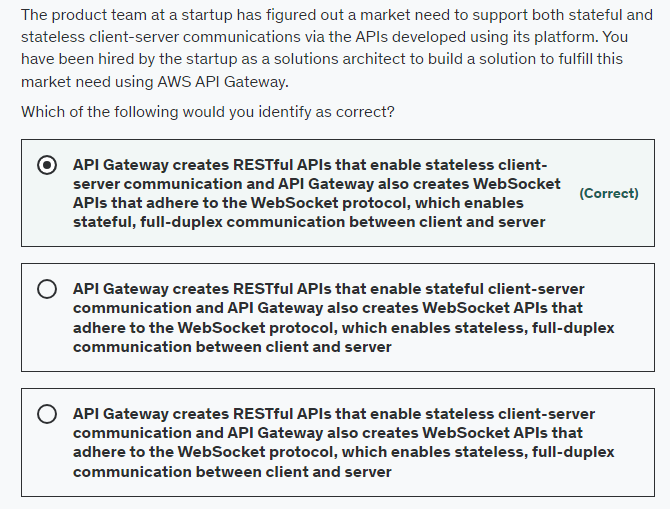 The product team at a startup has figured out a market need to support both stateful and
stateless client-server communications via the APIs developed using its platform. You
have been hired by the startup as a solutions architect to build a solution to fulfill this
market need using AWS API Gateway.
Which of the following would you identify as correct?
API Gateway creates RESTful APIs that enable stateless client-
server communication and API Gateway also creates WebSocket
APIs that adhere to the WebSocket protocol, which enables
stateful, full-duplex communication between client and server
(Correct)
API Gateway creates RESTful APIs that enable stateful client-server
communication and API Gateway also creates WebSocket APIs that
adhere to the WebSocket protocol, which enables stateless, full-duplex
communication between client and server
API Gateway creates RESTful APIs that enable stateless client-server
communication and API Gateway also creates WebSocket APIs that
adhere to the WebSocket protocol, which enables stateless, full-duplex
communication between client and server